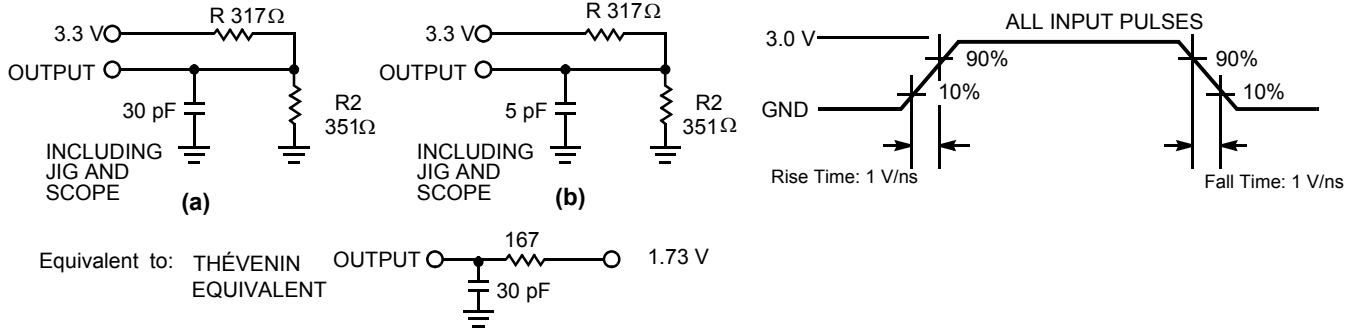 R 317Ω
3.3 V
OUTPUT
30 pF
R2
351Ω
INCLUDING
JIG AND
SCOPE
(a)
R 317Ω
3.3 V
OUTPUT
5 pF
R2
351Ω
INCLUDING
JIG AND
SCOPE
(b)
ALL INPUT PULSES
3.0 V
90%
90%
10%
10%
GND
Rise Time: 1 V/ns
Fall Time: 1 V/ns
Equivalent to:
THÉVENIN
EQUIVALENT
OUTPUT
167
1.73 V
30 pF